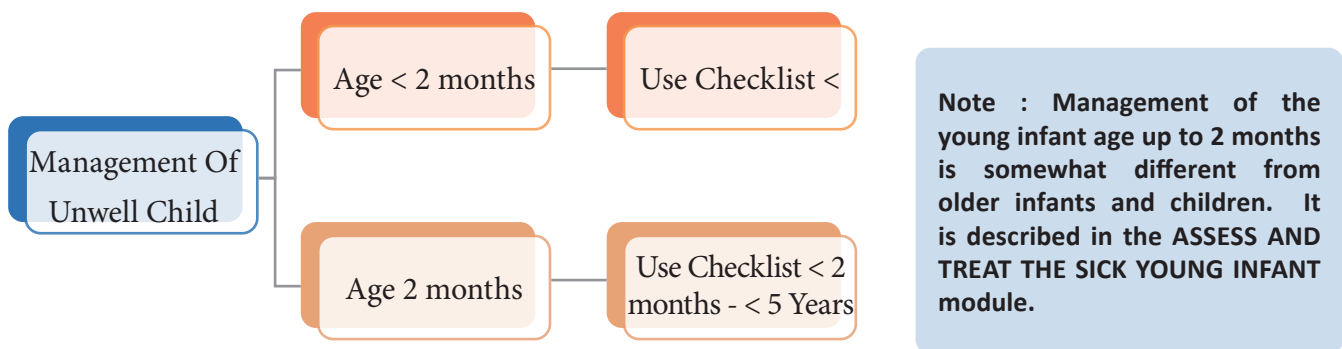 Management Of
Unwell Child
Age < 2 months
Use Checklist <
Age 2 months
Use Checklist < 2
months - < 5 Years
Note : Management of the
young infant age up to 2 months
is somewhat different from
older infants and children. It
is described in the ASSESS AND
TREAT THE SICK YOUNG INFANT
module.